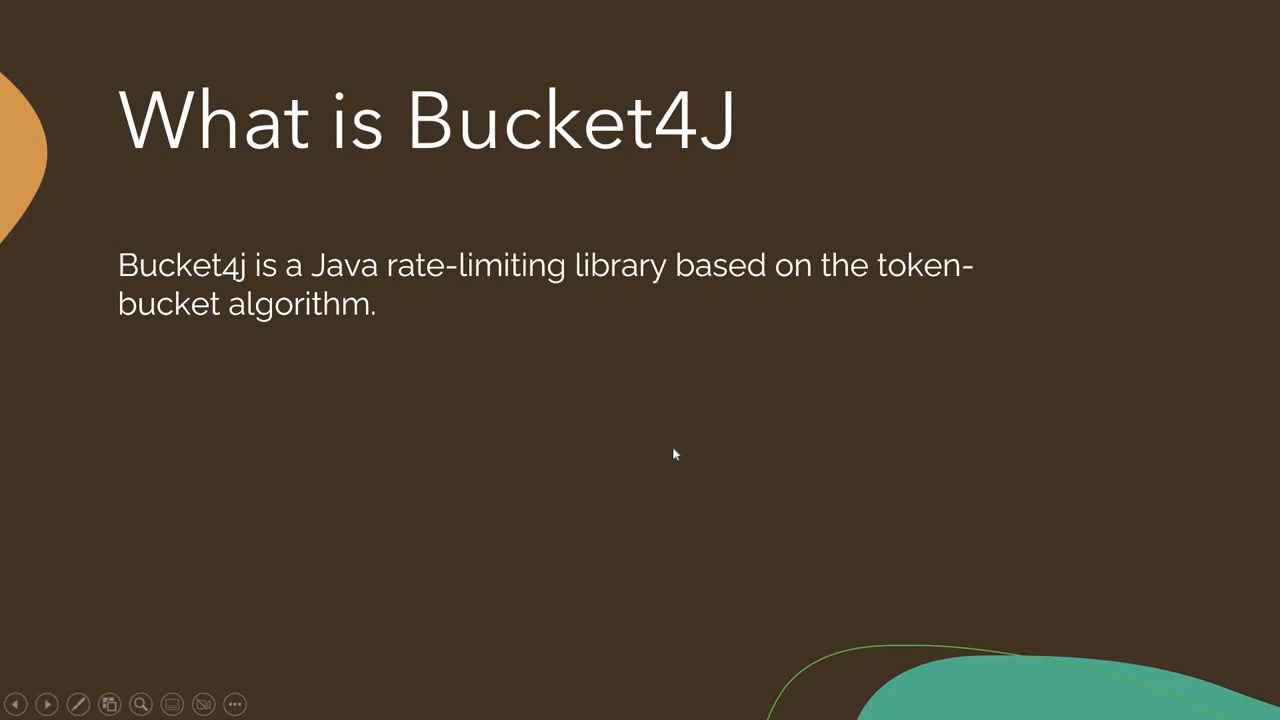 What is Bucket4J
Bucket4j is a Java rate-limiting library based on the token-
bucket algorithm.